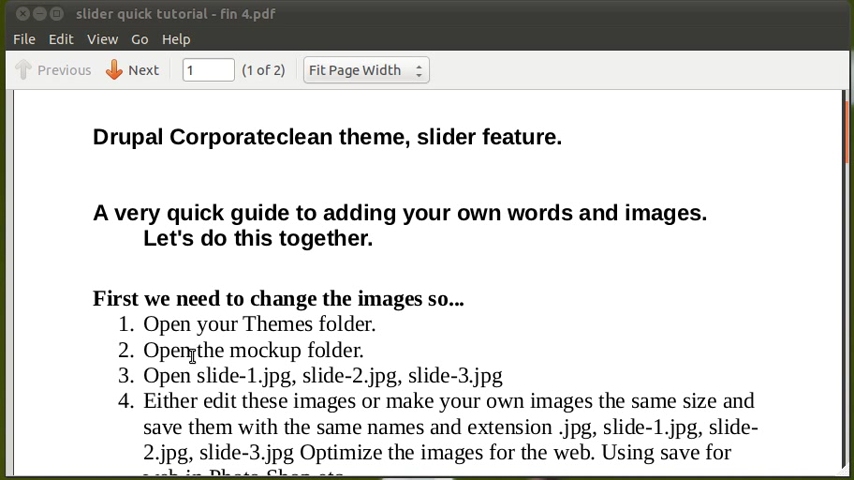 slider quick tutorial - fin 4.pdf
File Edit View Go Help
Previous Next 1 (1 of 2) Fit Page Width
Drupal Corporateclean theme, slider feature.
A very quick guide to adding your own words and images.
Let's do this together.
First we need to change the images so...
1. Open your Themes folder.
2. Open the mockup folder.
3. Open slide-1.jpg, slide-2.jpg, slide-3.jpg
4. Either edit these images or make your own images the same size and
save them with the same names and extension .jpg, slide-1.jpg, slide-
2.jpg, slide-3.jpg Optimize the images for the web. Using save for
web in Photo Shop etc